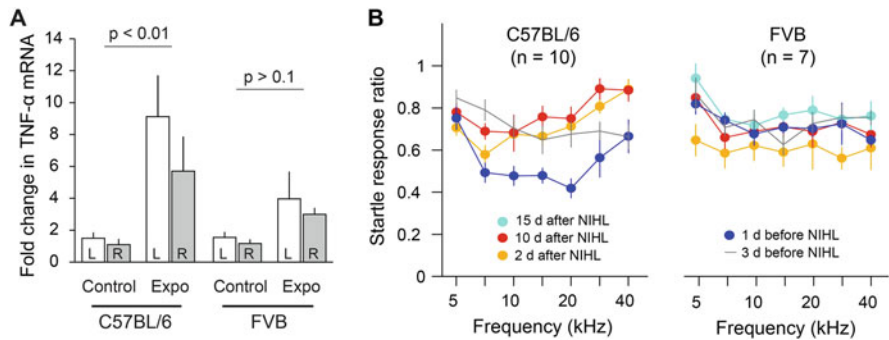 A
Fold change in TNF-α mRNA
14
12
10
8
6
4
2
0
p < 0.01
p > 0.1
L R L R L R L R
Control Expo Control Expo
C57BL/6 FVB
B
C57BL/6
(n = 10)
FVB
(n = 7)
Startle response ratio
0
0.2
0.4
0.6
0.8
1
15 d after NIHL
10 d after NIHL
2 d after NIHL
1 d before NIHL
3 d before NIHL
5 10 20 40
5 10 20 40
Frequency (kHz)
Frequency (kHz)